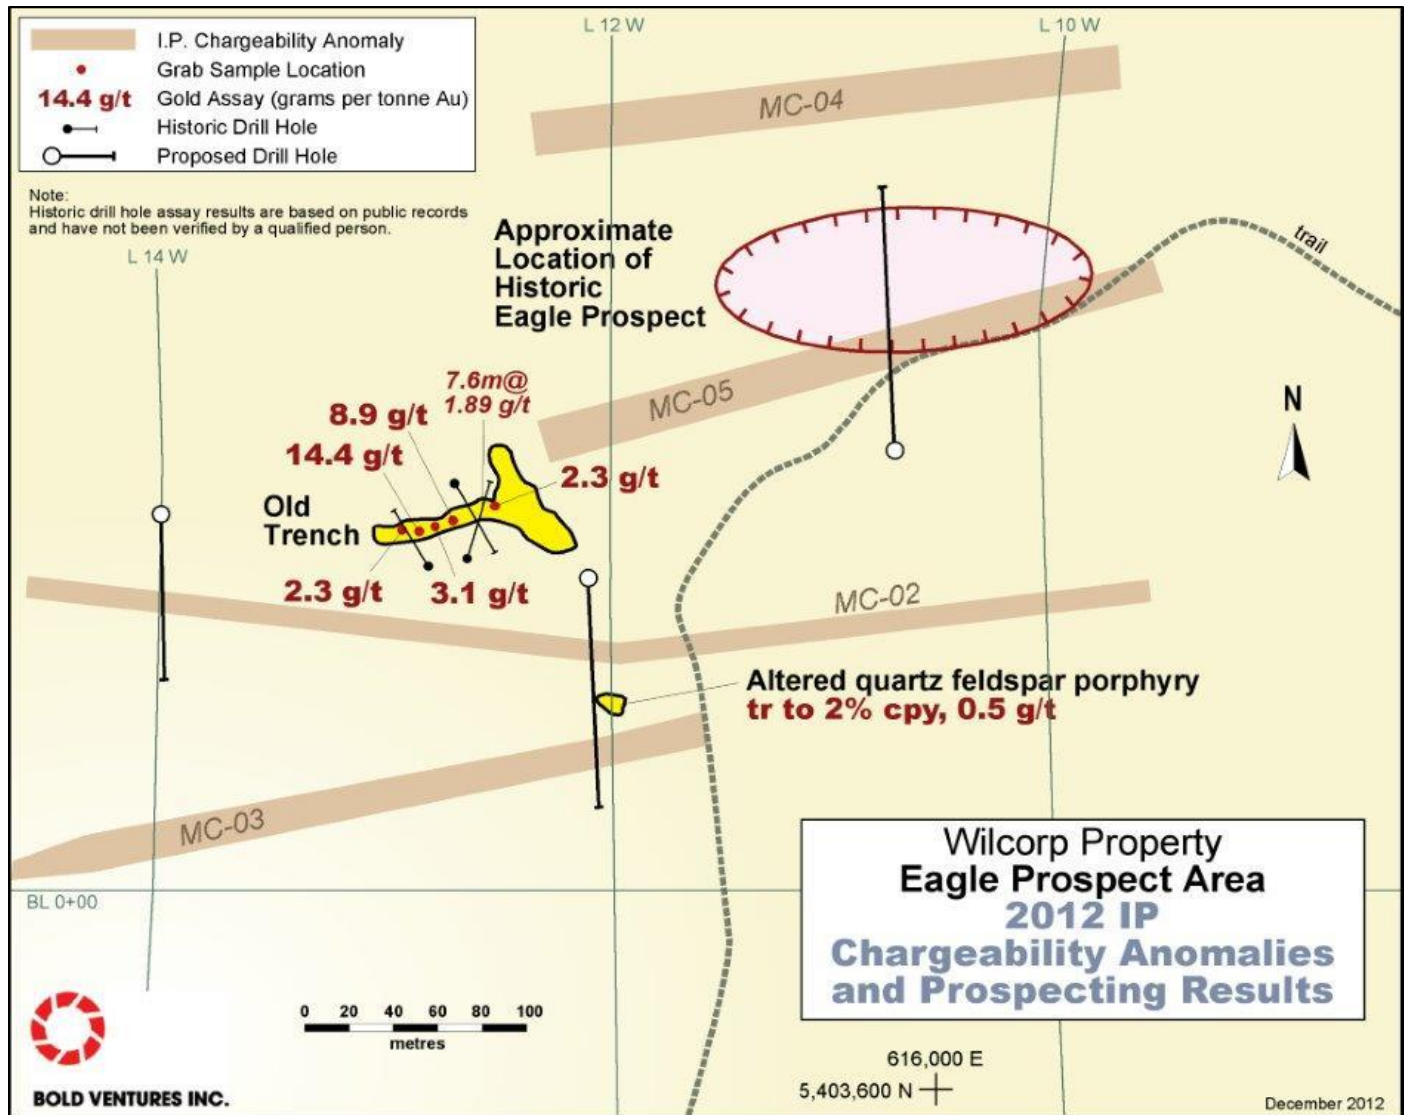 L 12 W
L 10 W
I.P. Chargeability Anomaly
Grab Sample Location
14.4 g/t Gold Assay (grams per tonne Au)
Historic Drill Hole
Proposed Drill Hole
MC-04
Note:
Historic drill hole assay results are based on public records
and have not been verified by a qualified person.
L 14 W
Approximate
Location of
Historic
Eagle Prospect
trail
7.6m@
1.89 g/t
MC-05
N
8.9 g/t
14.4 g/t
2.3 g/t
Old
Trench
2.3 g/t
3.1 g/t
MC-02
Altered quartz feldspar porphyry
tr to 2% cpy, 0.5 g/t
MC-03
BL 0+00
Wilcorp Property
Eagle Prospect Area
2012 IP
Chargeability Anomalies
and Prospecting Results
0 20 40 60 80 100
metres
616,000 E
5,403,600 N
BOLD VENTURES INC.
December 2012